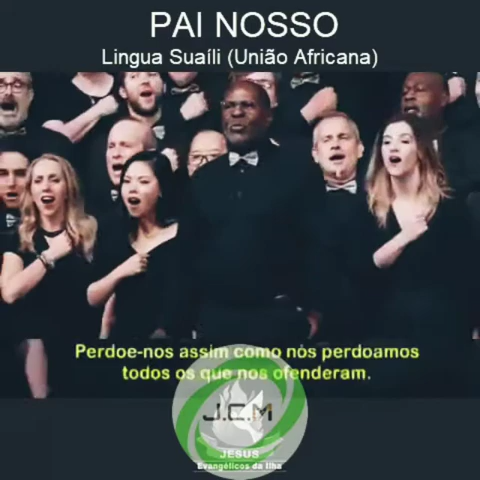 PAI NOSSO
Lingua Suaíli (União Africana)
Perdoe-nos assim como nós perdoamos
todos os que nos ofenderam.
J.C.M
JESUS
Evangélicos da Ilha